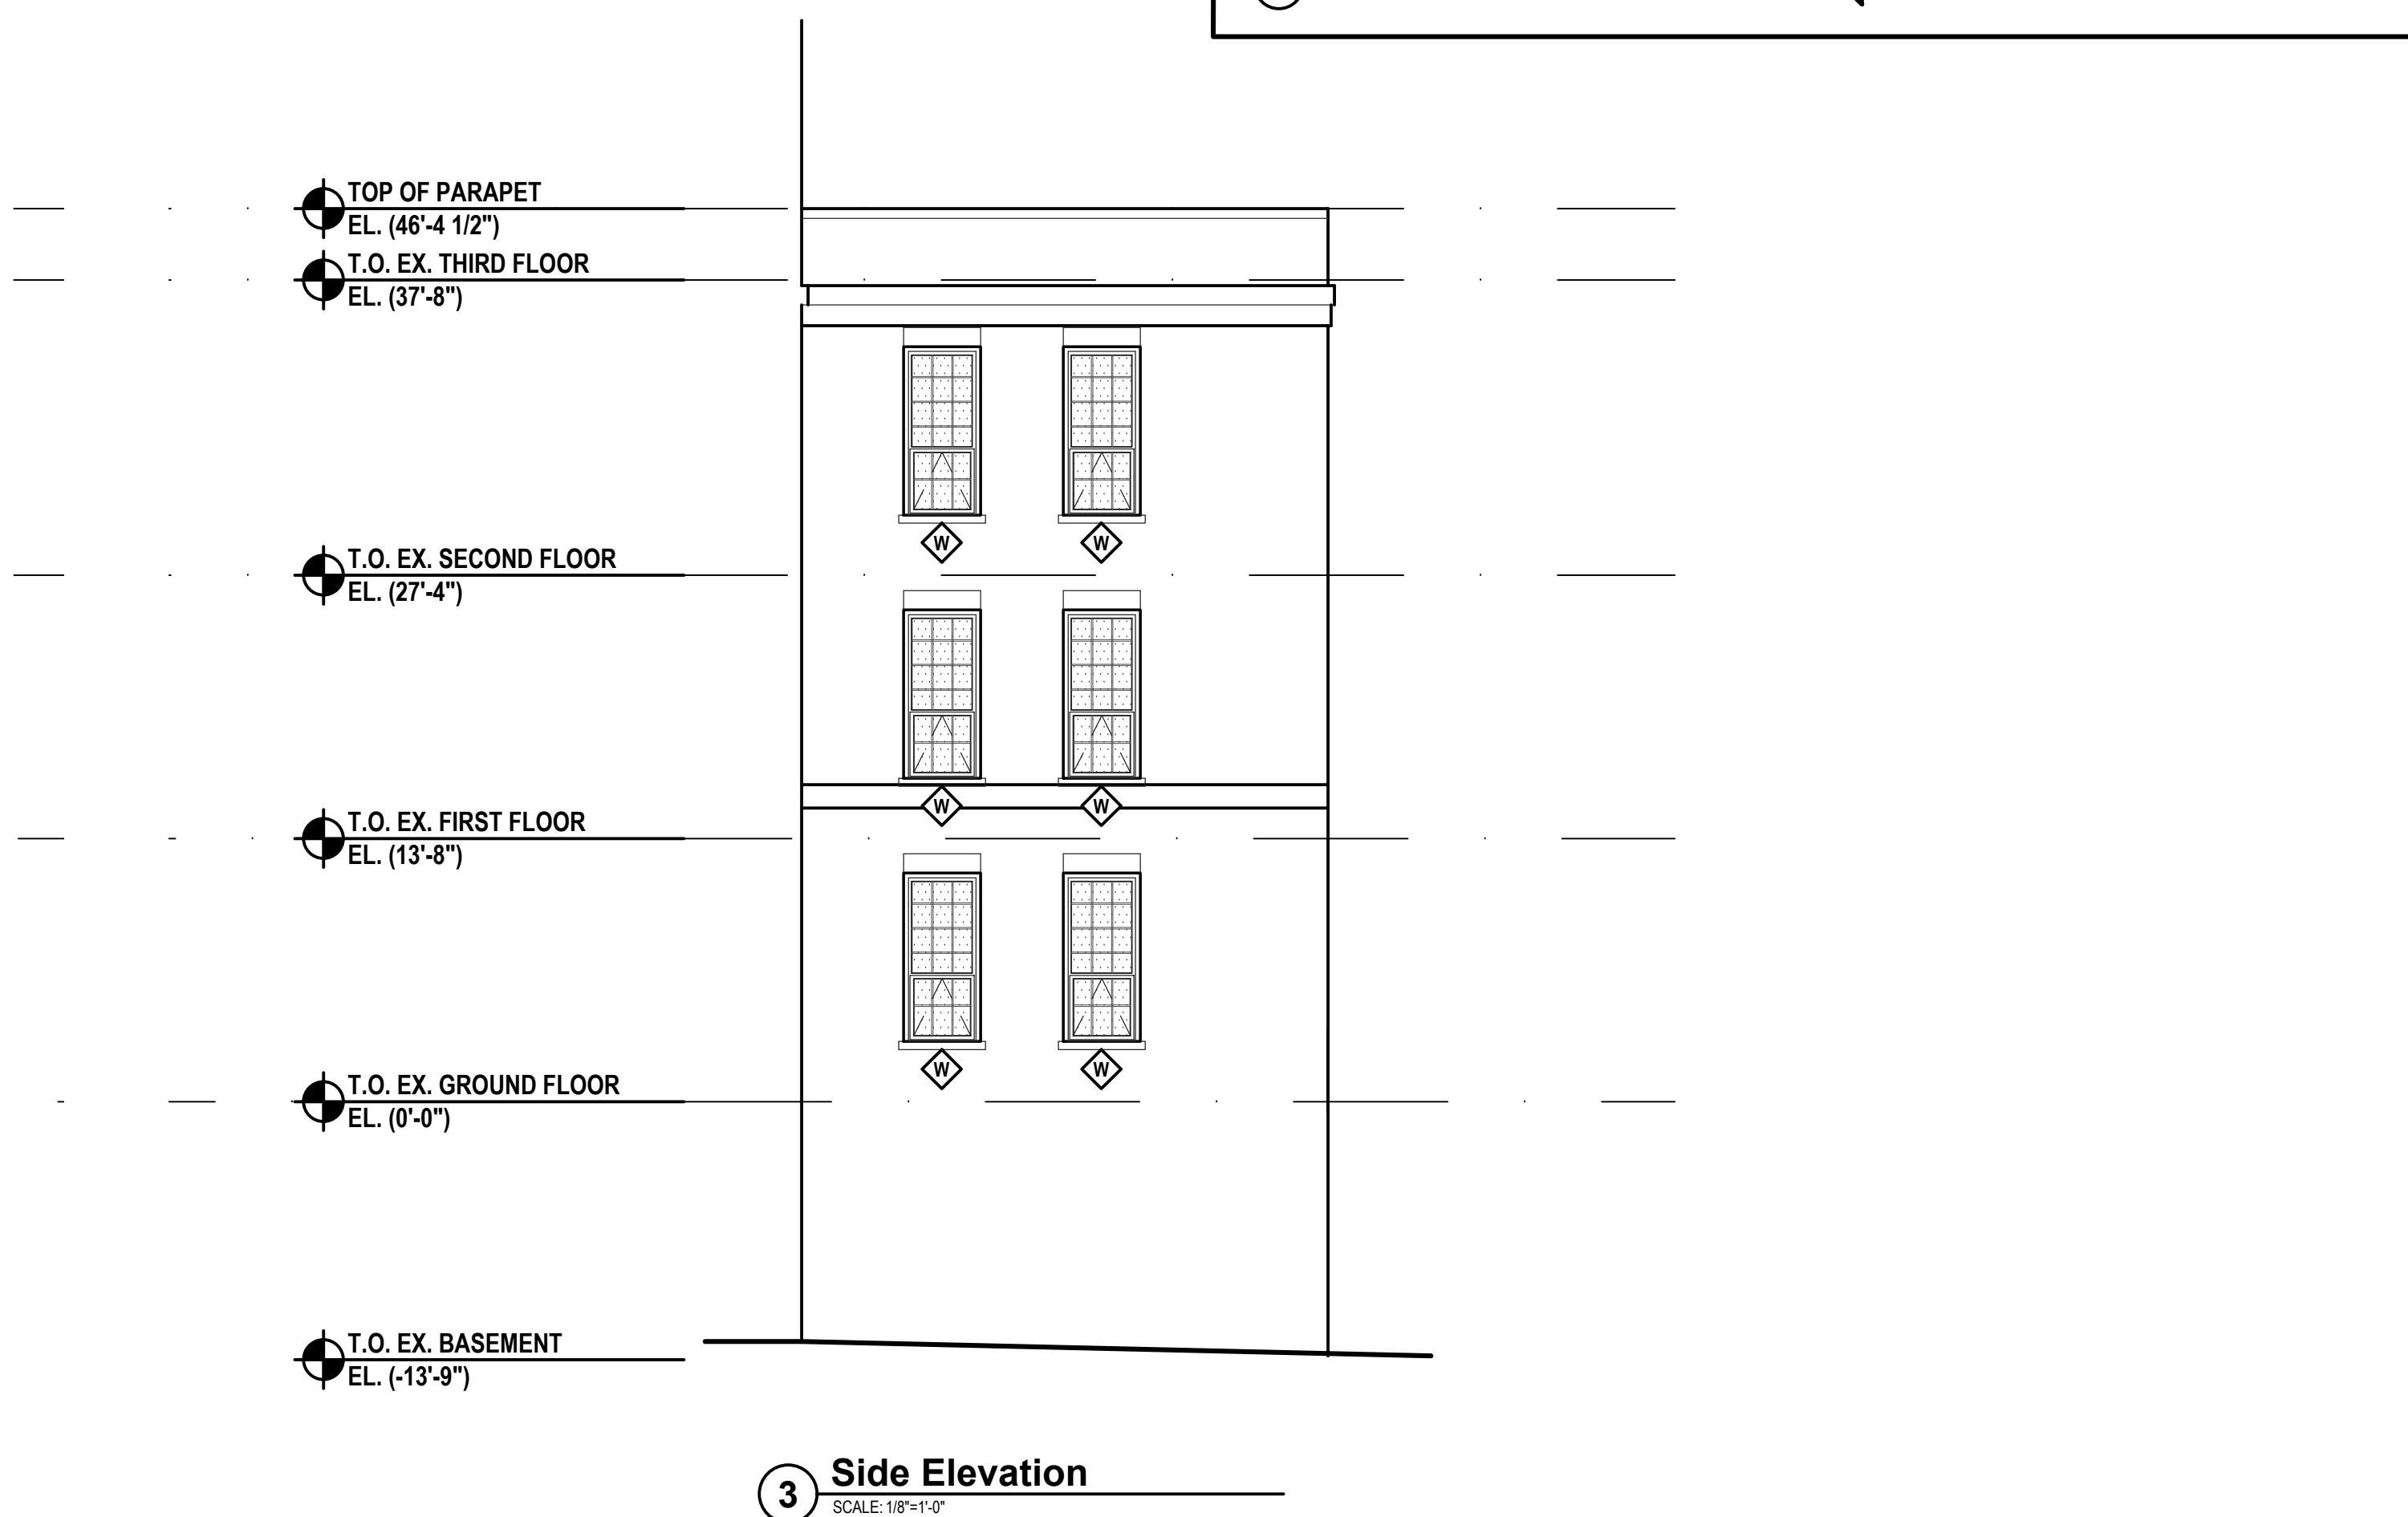 TOP OF PARAPET
EL. (46'-4 1/2")
T.O. EX. THIRD FLOOR
EL. (37'-8")
W W
T.O. EX. SECOND FLOOR
EL. (27'-4")
W W
T.O. EX. FIRST FLOOR
EL. (13'-8")
W W
T.O. EX. GROUND FLOOR
EL. (0'-0")
T.O. EX. BASEMENT
EL. (-13'-9")
3 Side Elevation
SCALE: 1/8"=1'-0"